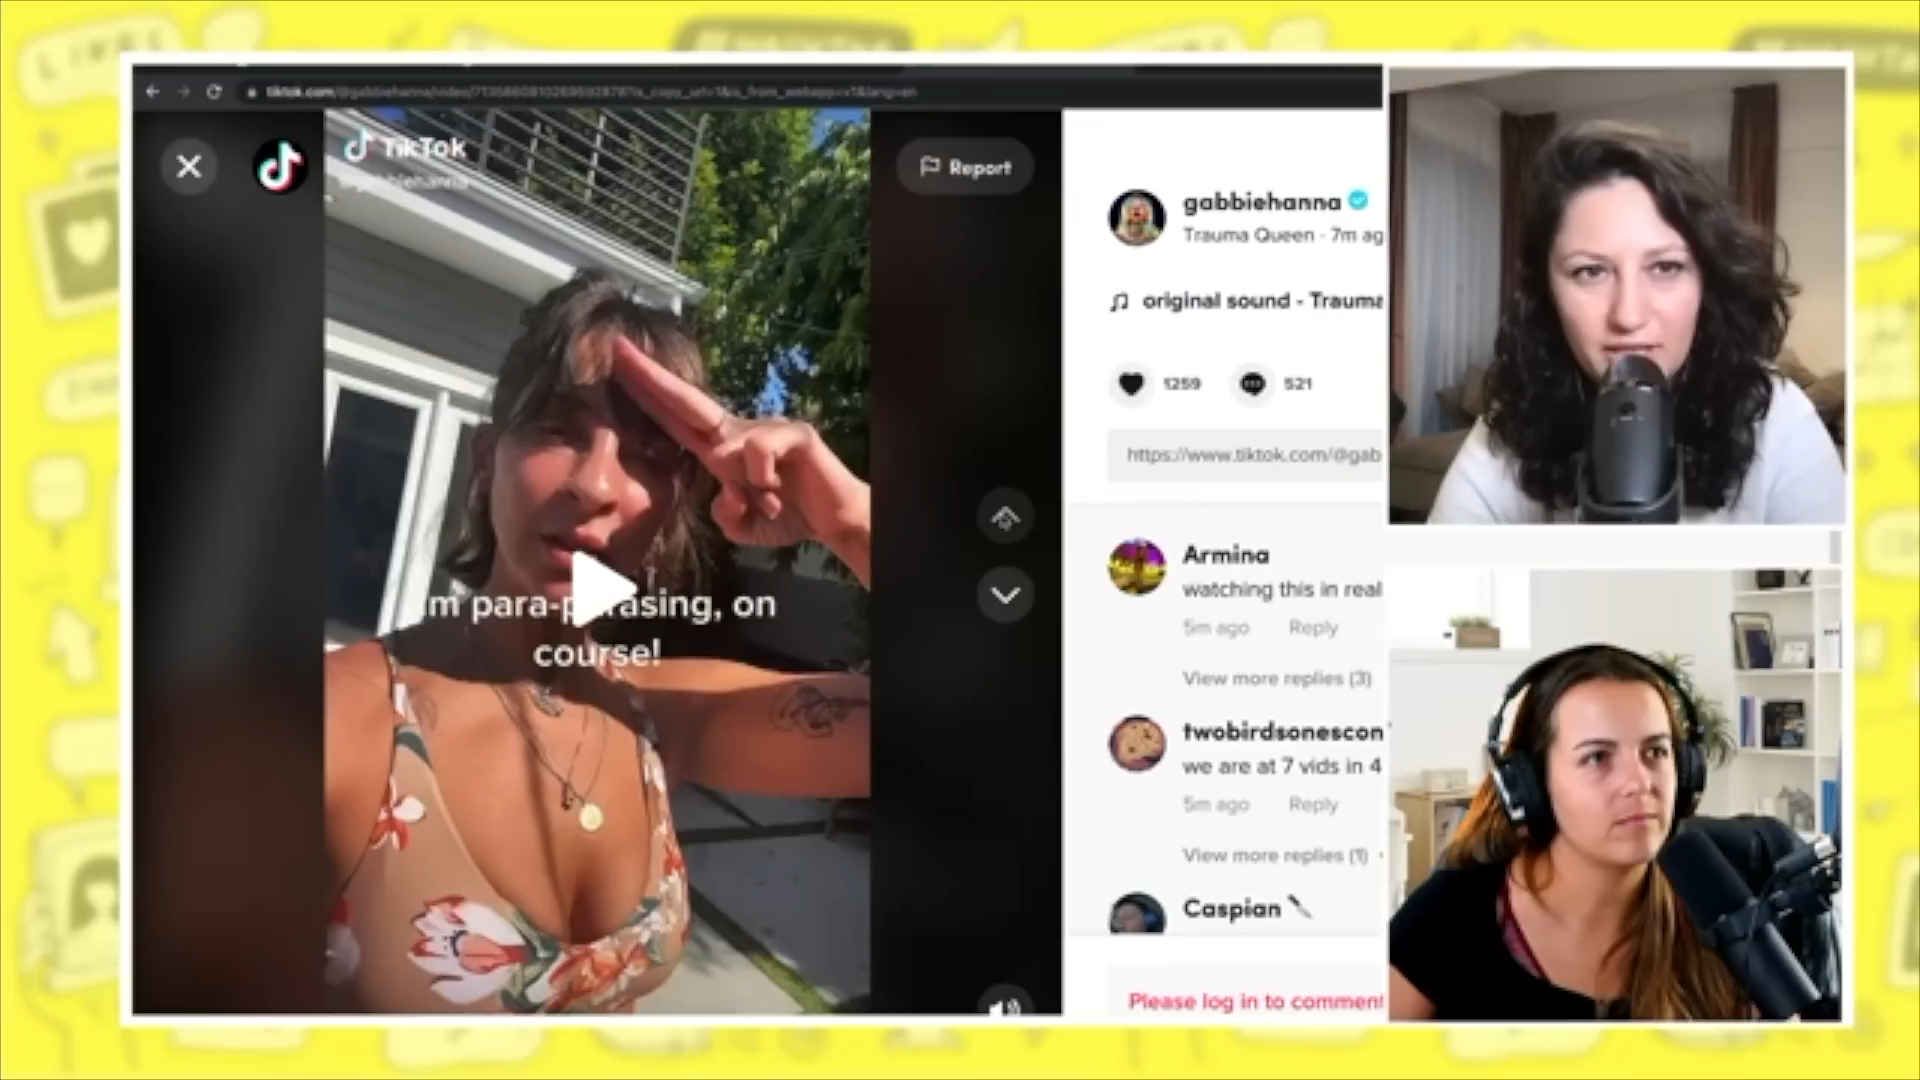 TikTok
@gabbiehanna
Report
m para-phrasing, on
course!
gabbiehanna
Trauma Queen · 7m ag
original sound - Trauma
1259
521
https://www.tiktok.com/@gab
Armina
watching this in real
5m ago Reply
View more replies (3)
twobirdsonescon
we are at 7 vids in 4
5m ago Reply
View more replies (1)
Caspian
Please log in to comment